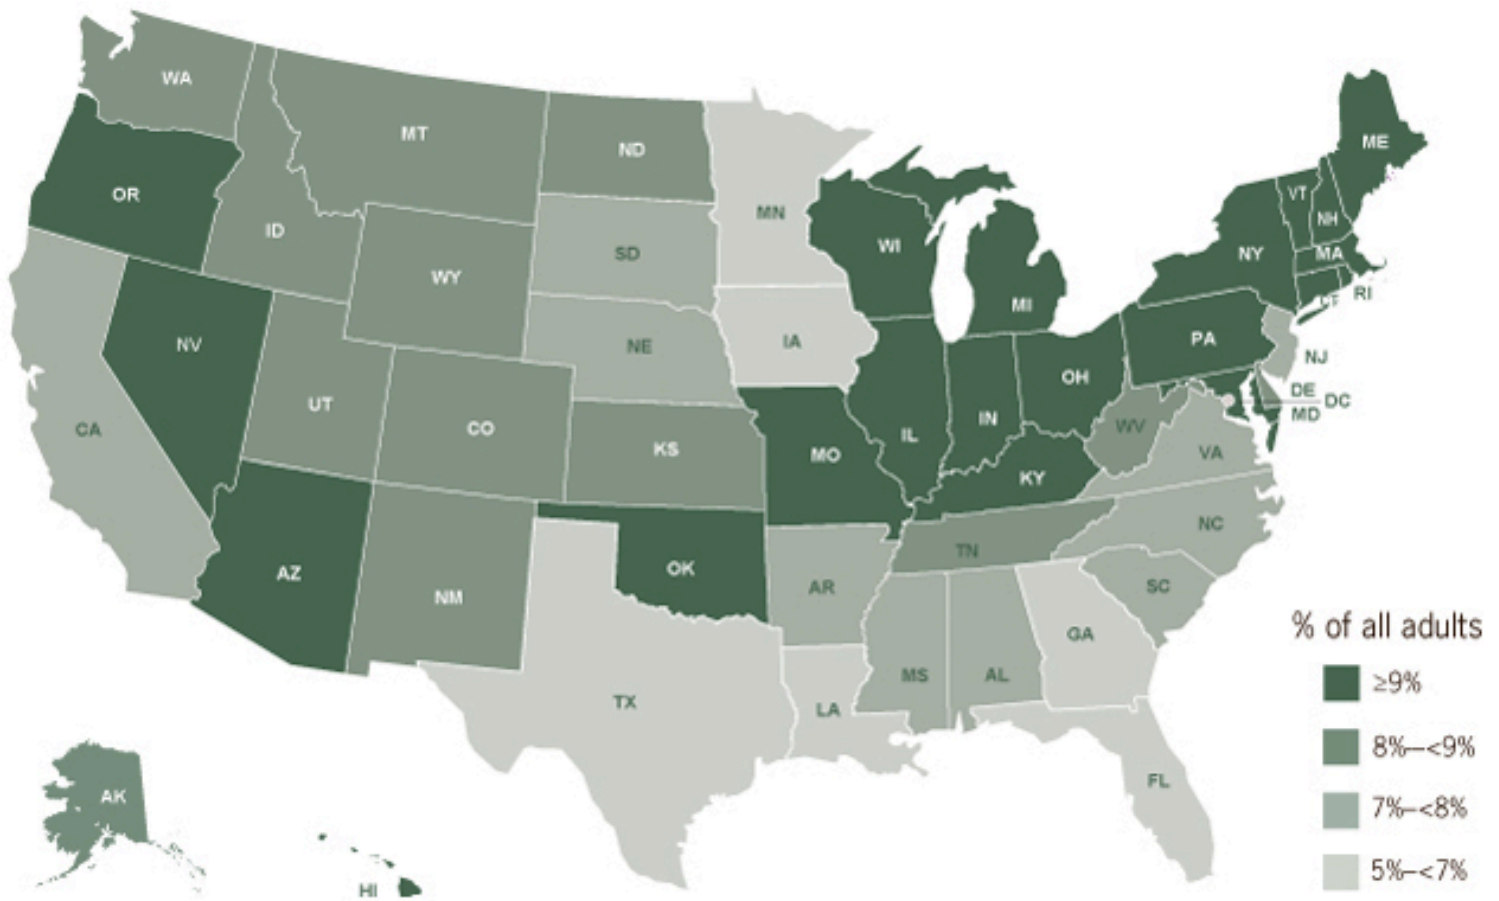 WA
MT
ND
MN
ME
OR
ID
WY
SD
WI
MI
NY
VT
NH
MA
CT
RI
NV
UT
CO
NE
IA
PA
NJ
CA
KS
MO
IL
IN
OH
WV
DE
DC
MD
VA
KY
AZ
NM
OK
AR
TN
NC
SC
TX
LA
MS
AL
GA
FL
AK
HI
% of all adults
≥9%
8%–<9%
7%–<8%
5%–<7%